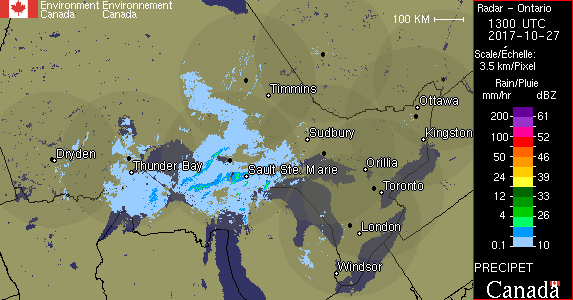 Environment Environnement
Canada Canada
100 KM
Timmins
Ottawa
Sudbury
Kingston
Dryden
Thunder Bay
Sault Ste. Marie
Orillia
Toronto
London
Windsor
Radar - Ontario
1300 UTC
2017-10-27
Scale/Échelle:
3.5 km/Pixel
Rain/Pluie
mm/hr dBZ
200 61
100 52
50 46
24 39
12 33
4 26
0.1 10
PRECIPET
Canada